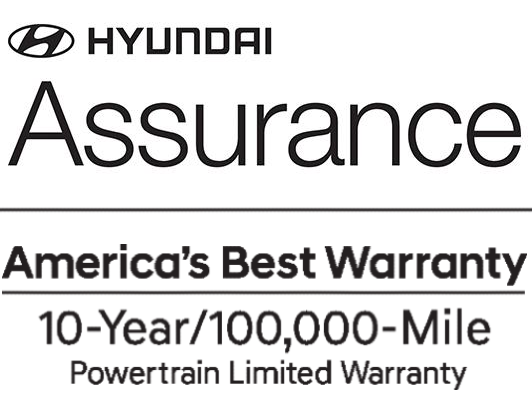 HYUNDAI
Assurance
America's Best Warranty
10-Year/100,000-Mile
Powertrain Limited Warranty